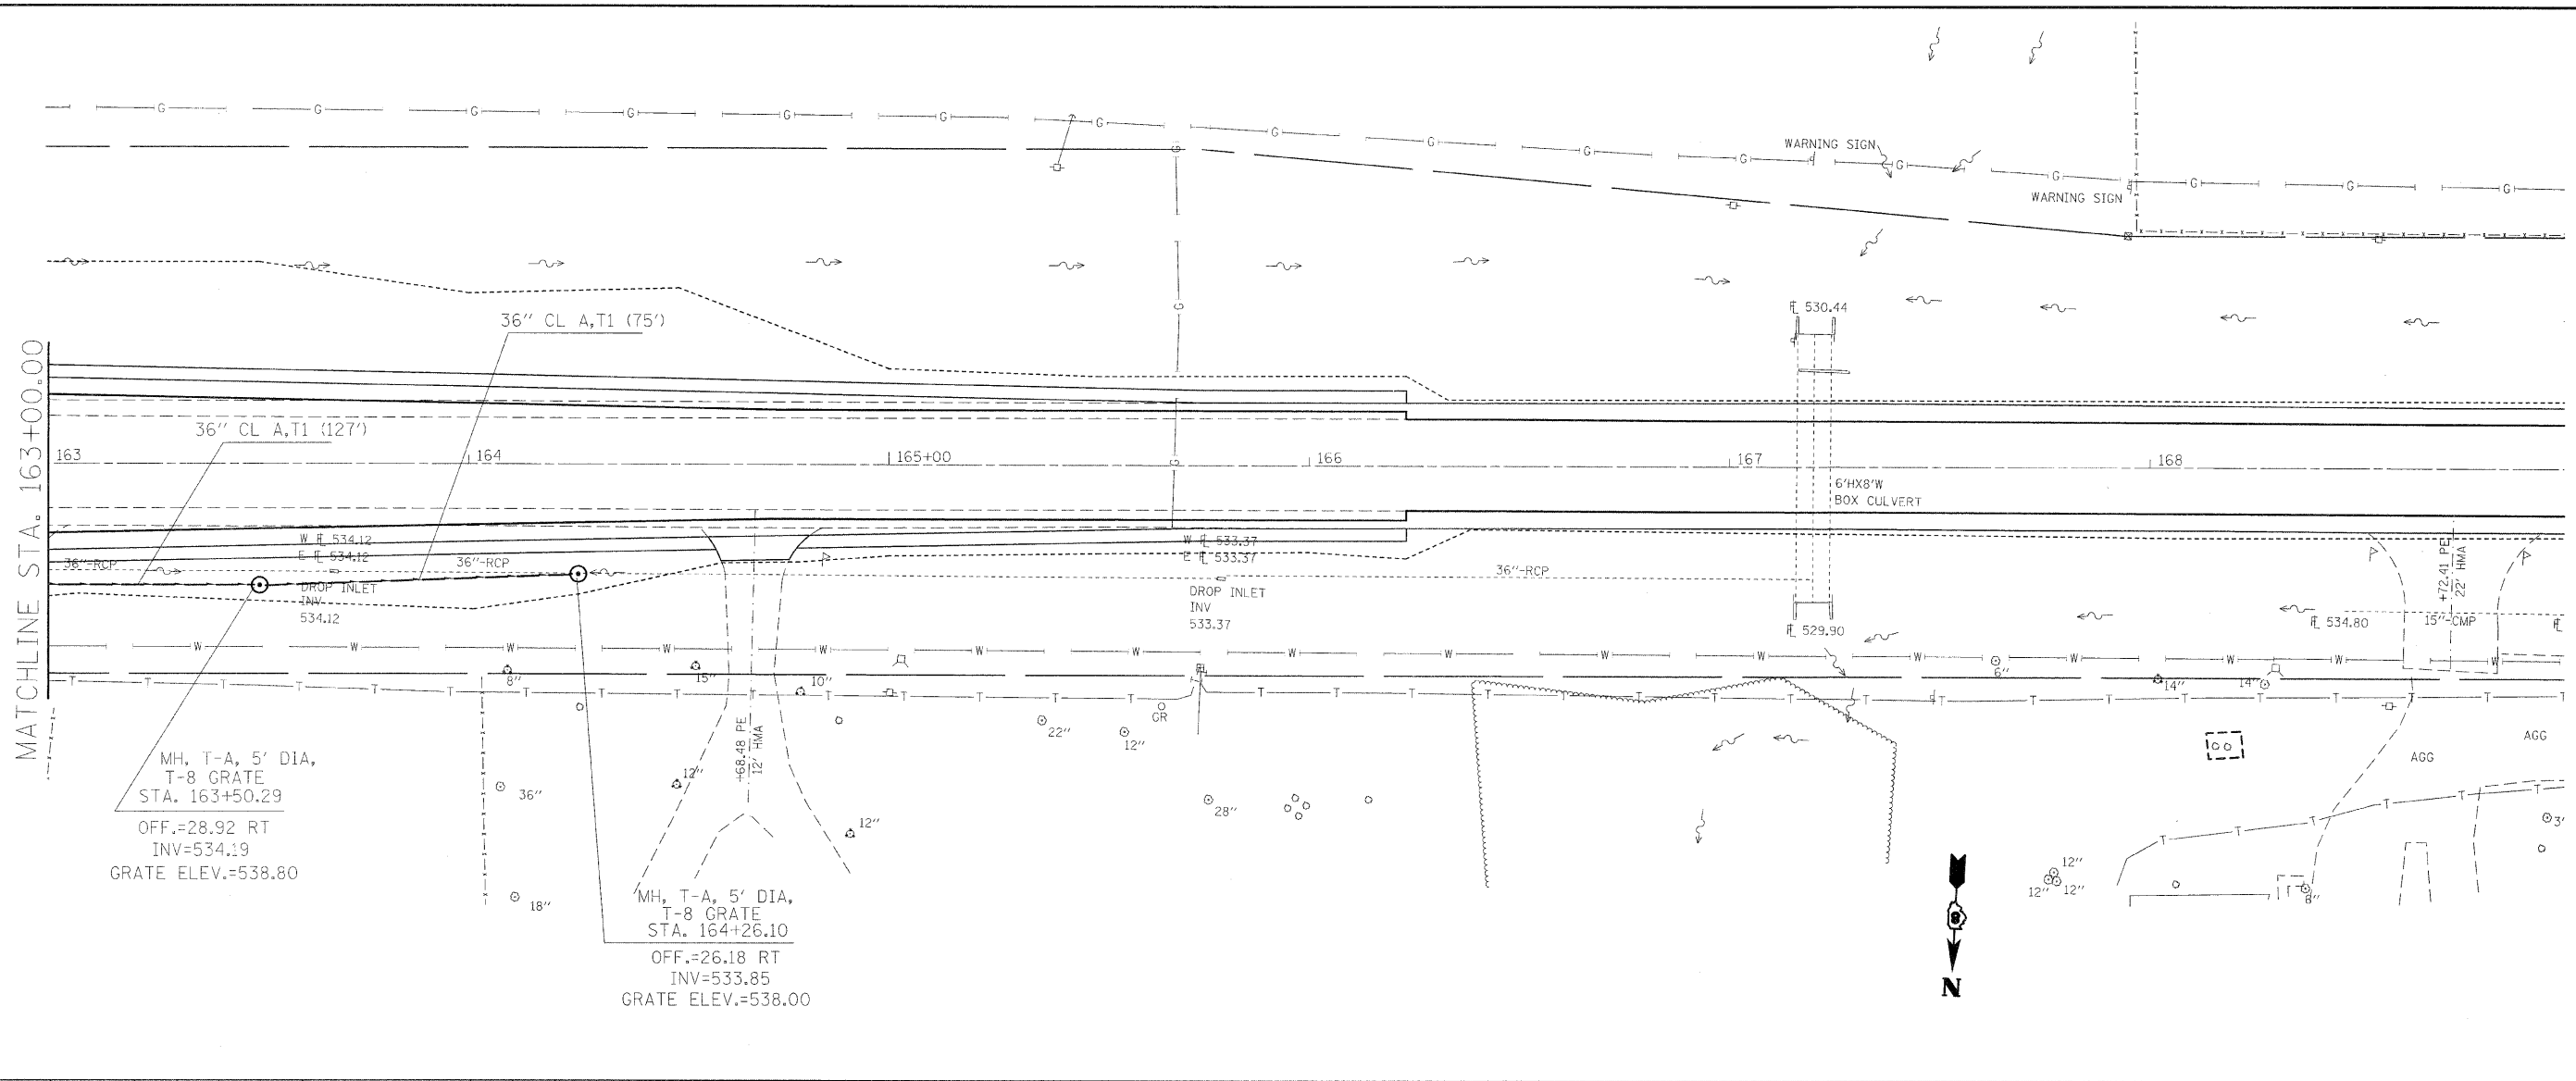 G G G G G G G G G G G G G G G G
G
G
G
WARNING SIGN
WARNING SIGN
MATCHLINE STA. 163+00.00
36" CL A,T1 (75')
36" CL A,T1 (127')
163 164 165+00 166 167 168
℄ 530.44
6'HX8'W
BOX CULVERT
℄ 529.90
36"-RCP
W ℄ 534.12
E ℄ 534.12
36"-RCP
DROP INLET
INV
534.12
W ℄ 533.37
E ℄ 533.37
DROP INLET
INV
533.37
36"-RCP
℄ 534.80
15"-CMP
+72.41 PE
22' HMA
W W W W W W W W W W W W W W W W
8"
15"
10"
6"
14"
14"
T T T T T T T T T T T T T T T T T T T T T T T T T T T T T T T T
GR
22"
12"
+68.48 PE
12' HMA
12"
36"
28"
12"
18"
AGG
AGG
T T T T T T
3'
12"
12" 12"
8"
MH, T-A, 5' DIA,
T-8 GRATE
STA. 163+50.29
OFF.=28.92 RT
INV=534.19
GRATE ELEV.=538.80
MH, T-A, 5' DIA,
T-8 GRATE
STA. 164+26.10
OFF.=26.18 RT
INV=533.85
GRATE ELEV.=538.00
8
N